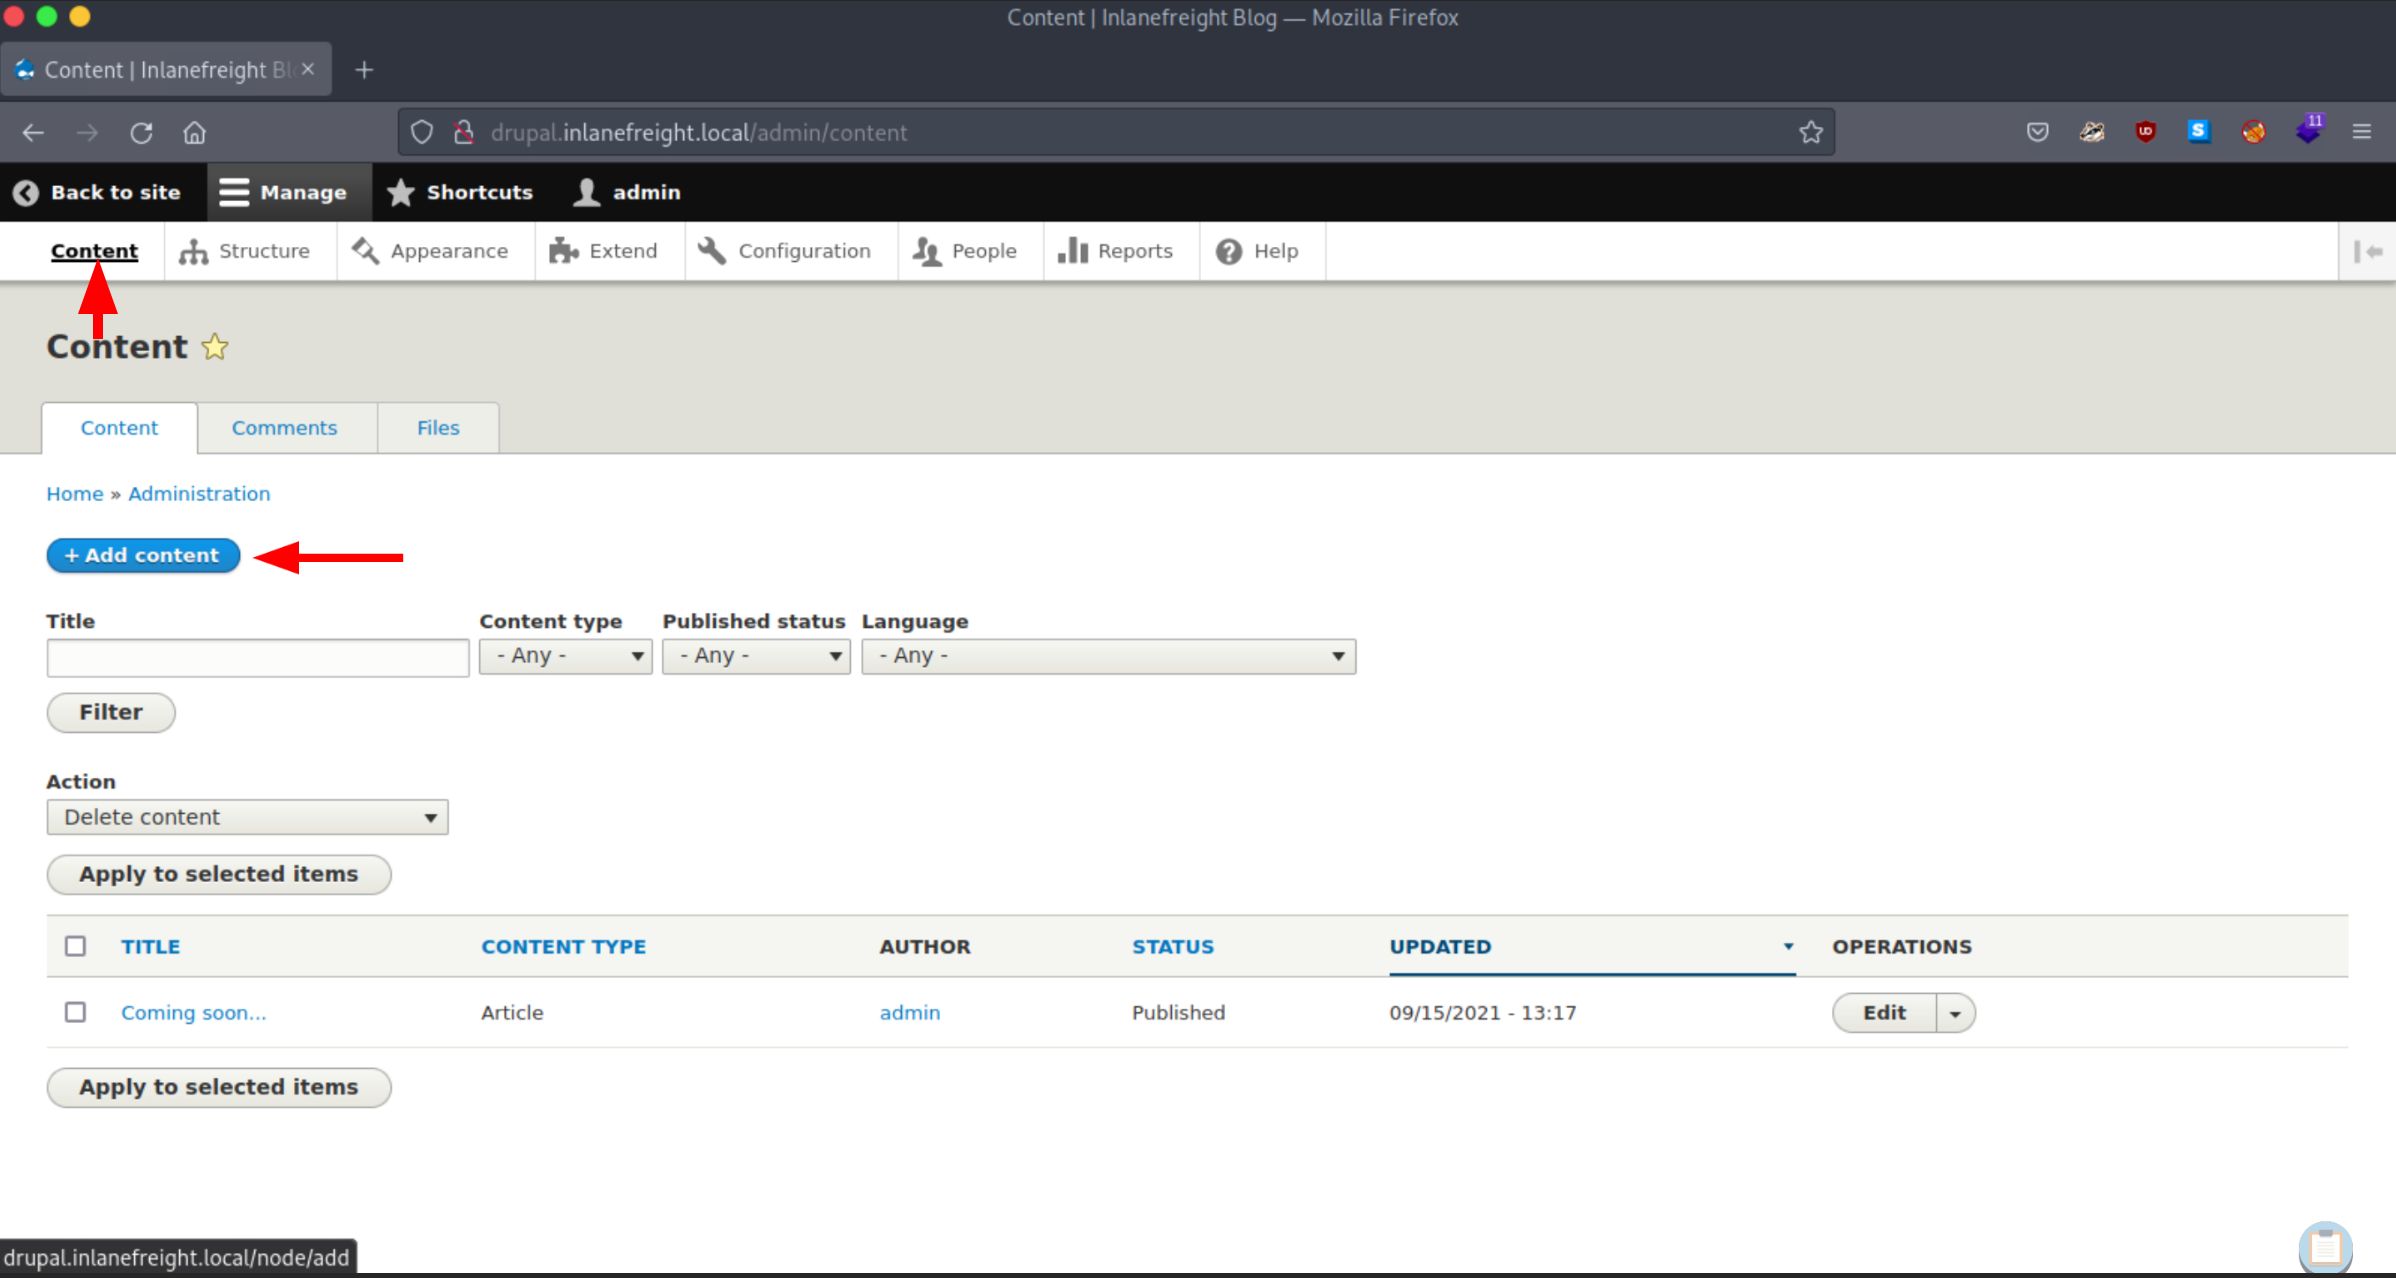 Content | Inlanefreight Blog — Mozilla Firefox
Content | Inlanefreight Blo
drupal.inlanefreight.local/admin/content
11
Back to site Manage Shortcuts admin
Content Structure Appearance Extend Configuration People Reports Help
Content
Content Comments Files
Home » Administration
+ Add content
Title Content type Published status Language
- Any - - Any - - Any -
Filter
Action
Delete content
Apply to selected items
TITLE CONTENT TYPE AUTHOR STATUS UPDATED OPERATIONS
Coming soon... Article admin Published 09/15/2021 - 13:17 Edit
Apply to selected items
drupal.inlanefreight.local/node/add